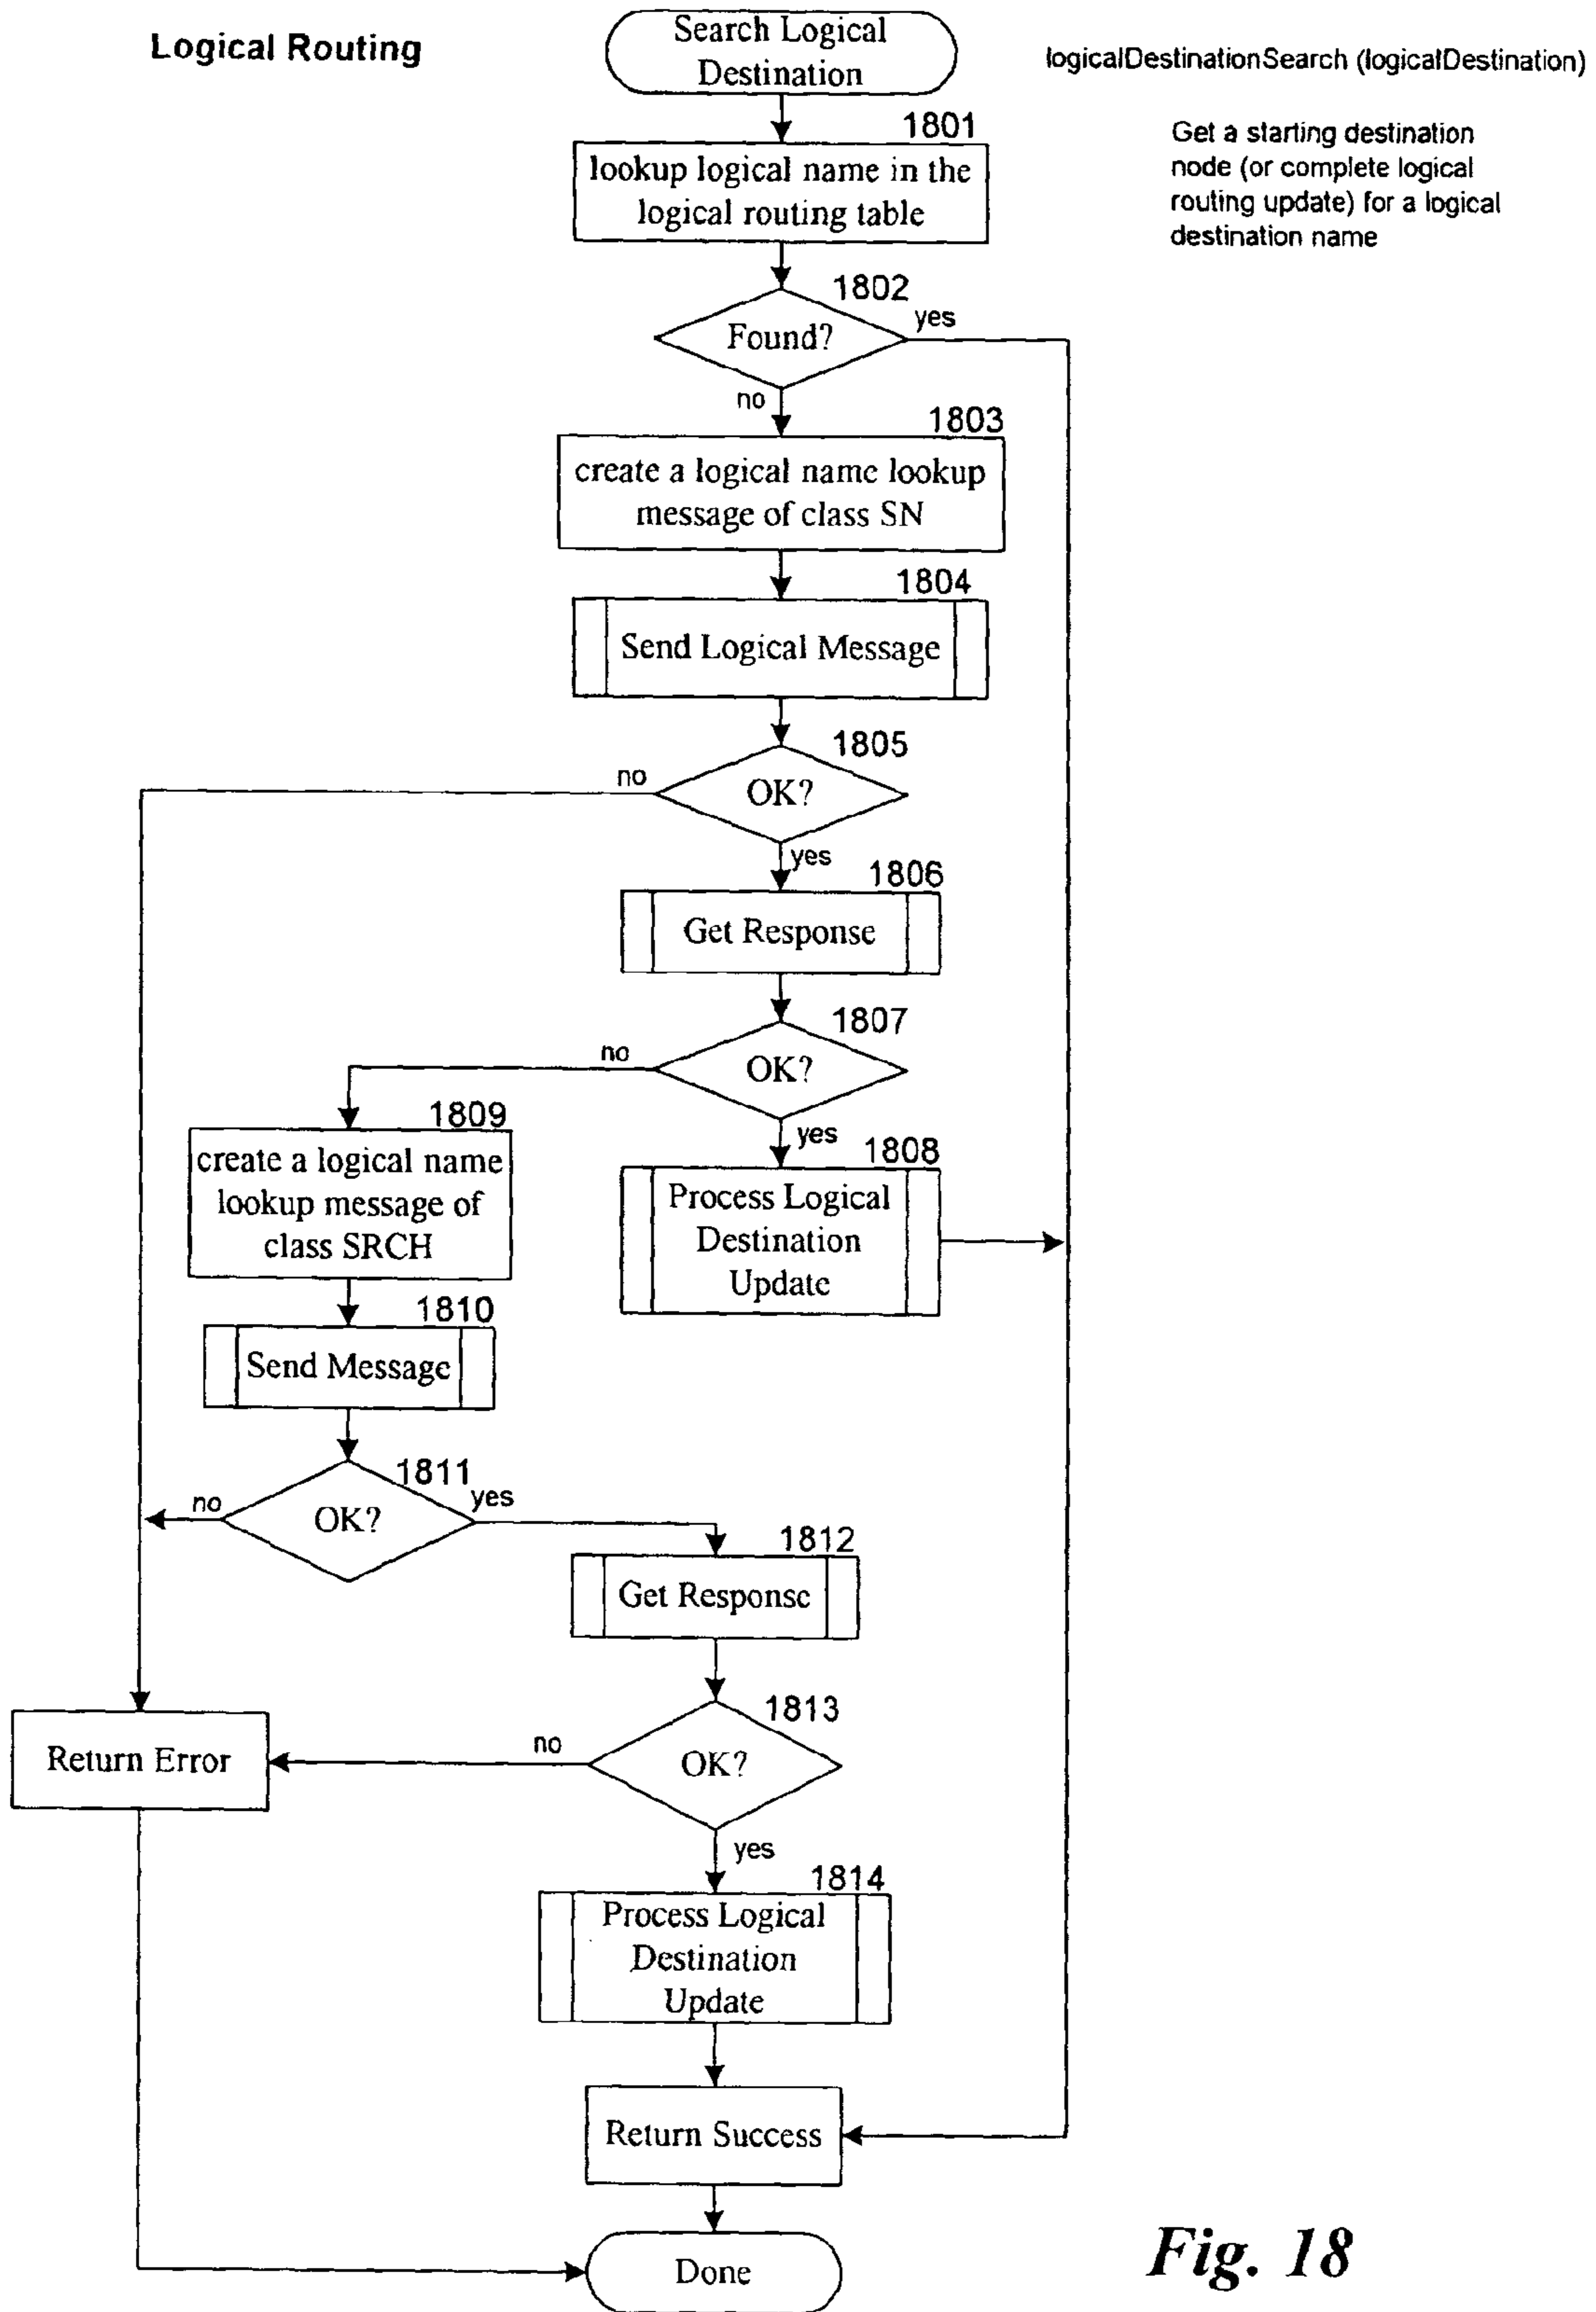 Logical Routing
Search Logical
Destination
logicalDestinationSearch (logicalDestination)
Get a starting destination
node (or complete logical
routing update) for a logical
destination name
1801
lookup logical name in the
logical routing table
1802
Found?
yes
no
1803
create a logical name lookup
message of class SN
1804
Send Logical Message
1805
OK?
no
yes
1806
Get Response
1807
OK?
no
yes
1808
Process Logical
Destination
Update
1809
create a logical name
lookup message of
class SRCH
1810
Send Message
1811
OK?
no
yes
1812
Get Response
1813
OK?
no
yes
Return Error
1814
Process Logical
Destination
Update
Return Success
Done
Fig. 18